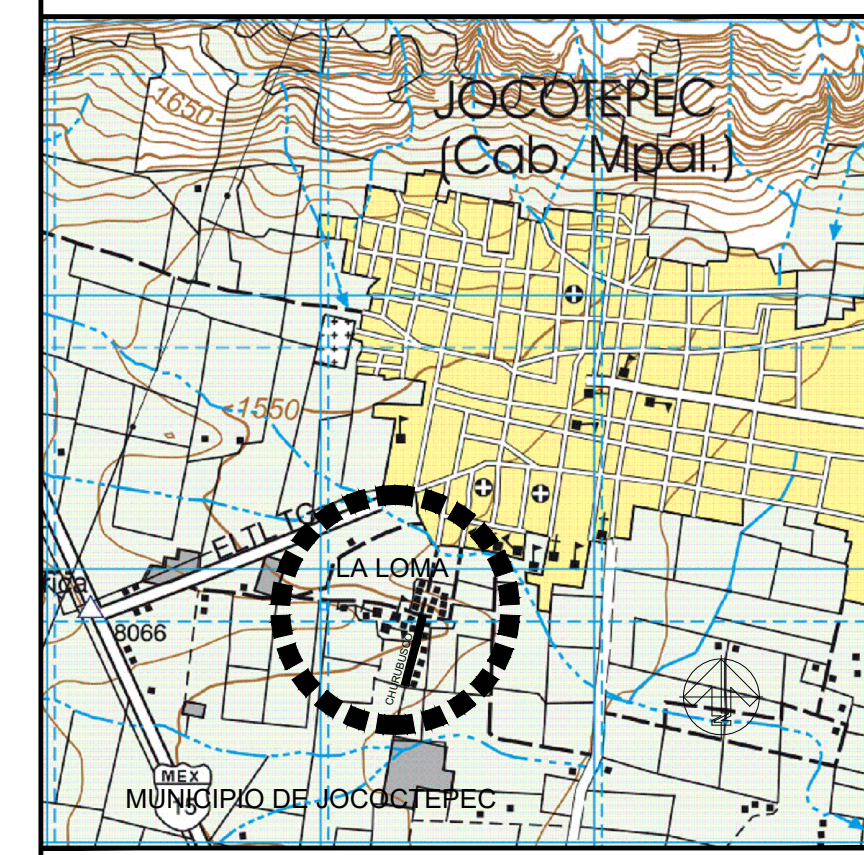 1650
JOCOTEPEC
(Cab. Mpal.)
1550
LA LOMA
8066
CHURUBUSCO
N
MEX
15
MUNICIPIO DE JOCOCTEPEC